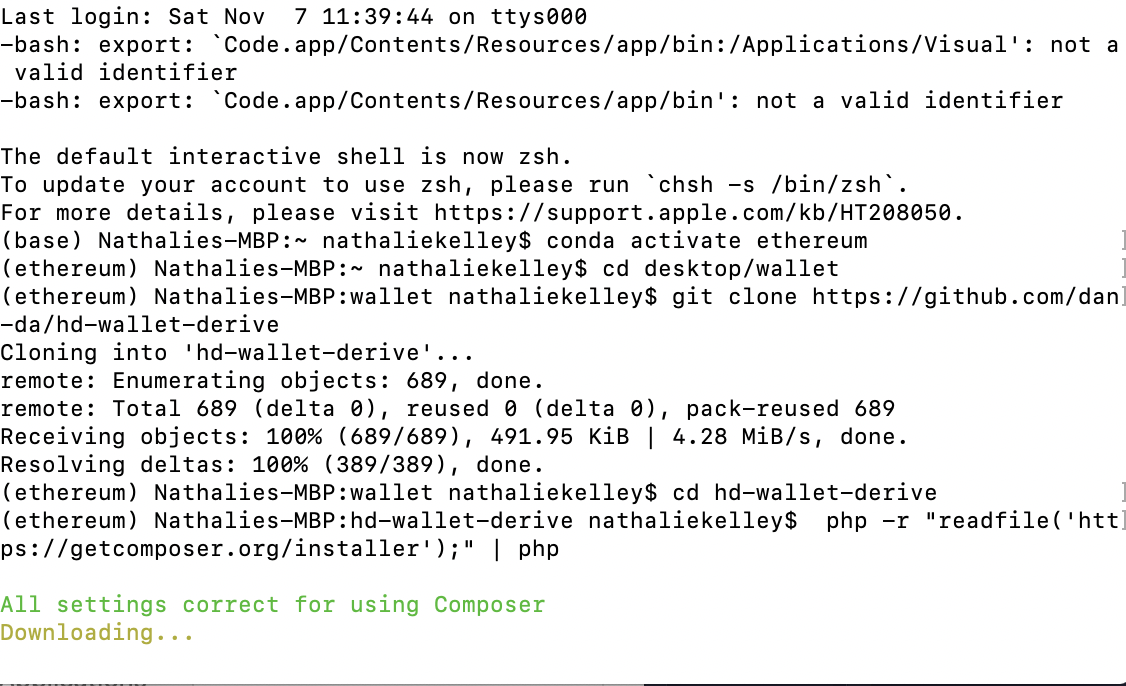 Last login: Sat Nov  7 11:39:44 on ttys000
-bash: export: `Code.app/Contents/Resources/app/bin:/Applications/Visual': not a
 valid identifier
-bash: export: `Code.app/Contents/Resources/app/bin': not a valid identifier

The default interactive shell is now zsh.
To update your account to use zsh, please run `chsh -s /bin/zsh`.
For more details, please visit https://support.apple.com/kb/HT208050.
(base) Nathalies-MBP:~ nathaliekelley$ conda activate ethereum
(ethereum) Nathalies-MBP:~ nathaliekelley$ cd desktop/wallet
(ethereum) Nathalies-MBP:wallet nathaliekelley$ git clone https://github.com/dan
-da/hd-wallet-derive
Cloning into 'hd-wallet-derive'...
remote: Enumerating objects: 689, done.
remote: Total 689 (delta 0), reused 0 (delta 0), pack-reused 689
Receiving objects: 100% (689/689), 491.95 KiB | 4.28 MiB/s, done.
Resolving deltas: 100% (389/389), done.
(ethereum) Nathalies-MBP:wallet nathaliekelley$ cd hd-wallet-derive
(ethereum) Nathalies-MBP:hd-wallet-derive nathaliekelley$  php -r "readfile('htt
ps://getcomposer.org/installer');" | php

All settings correct for using Composer
Downloading...